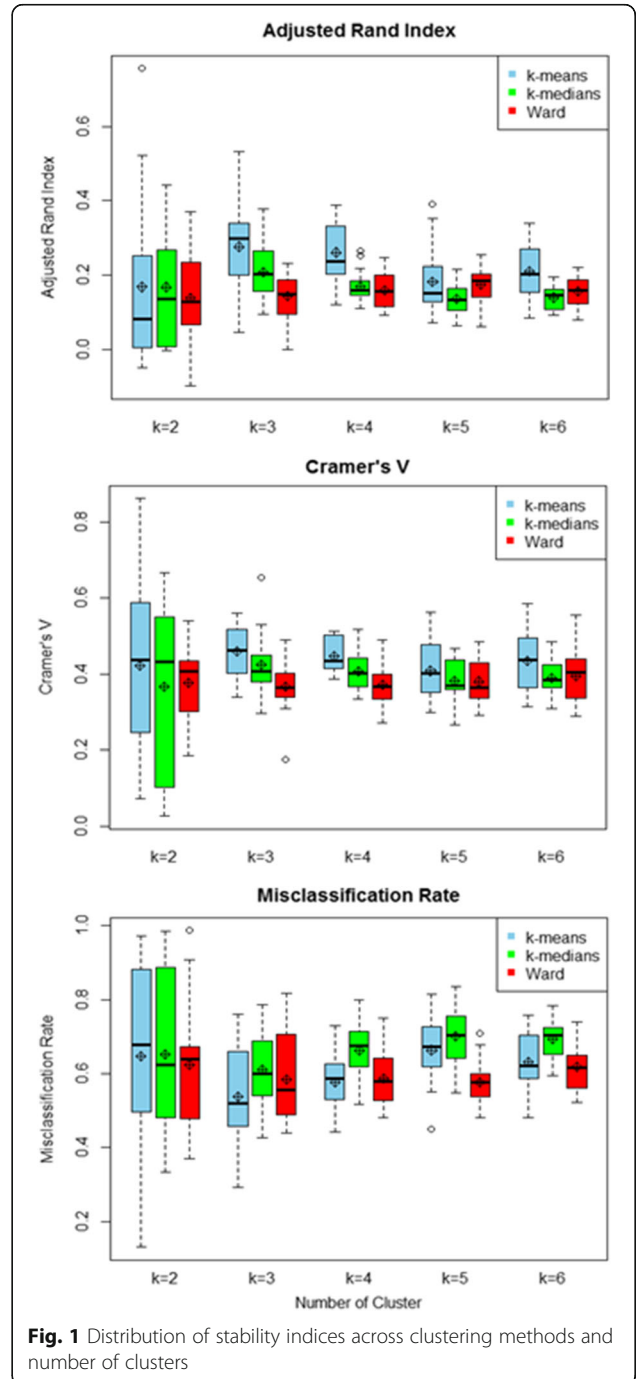 Adjusted Rand Index
k-means
k-medians
Ward
Adjusted Rand Index
0.6
0.4
0.2
0.0
k=2 k=3 k=4 k=5 k=6
Cramer's V
k-means
k-medians
Ward
Cramer's V
0.8
0.6
0.4
0.2
0.0
k=2 k=3 k=4 k=5 k=6
Misclassification Rate
k-means
k-medians
Ward
Misclassification Rate
1.0
0.8
0.6
0.4
0.2
k=2 k=3 k=4 k=5 k=6
Number of Cluster
Fig. 1 Distribution of stability indices across clustering methods and
number of clusters